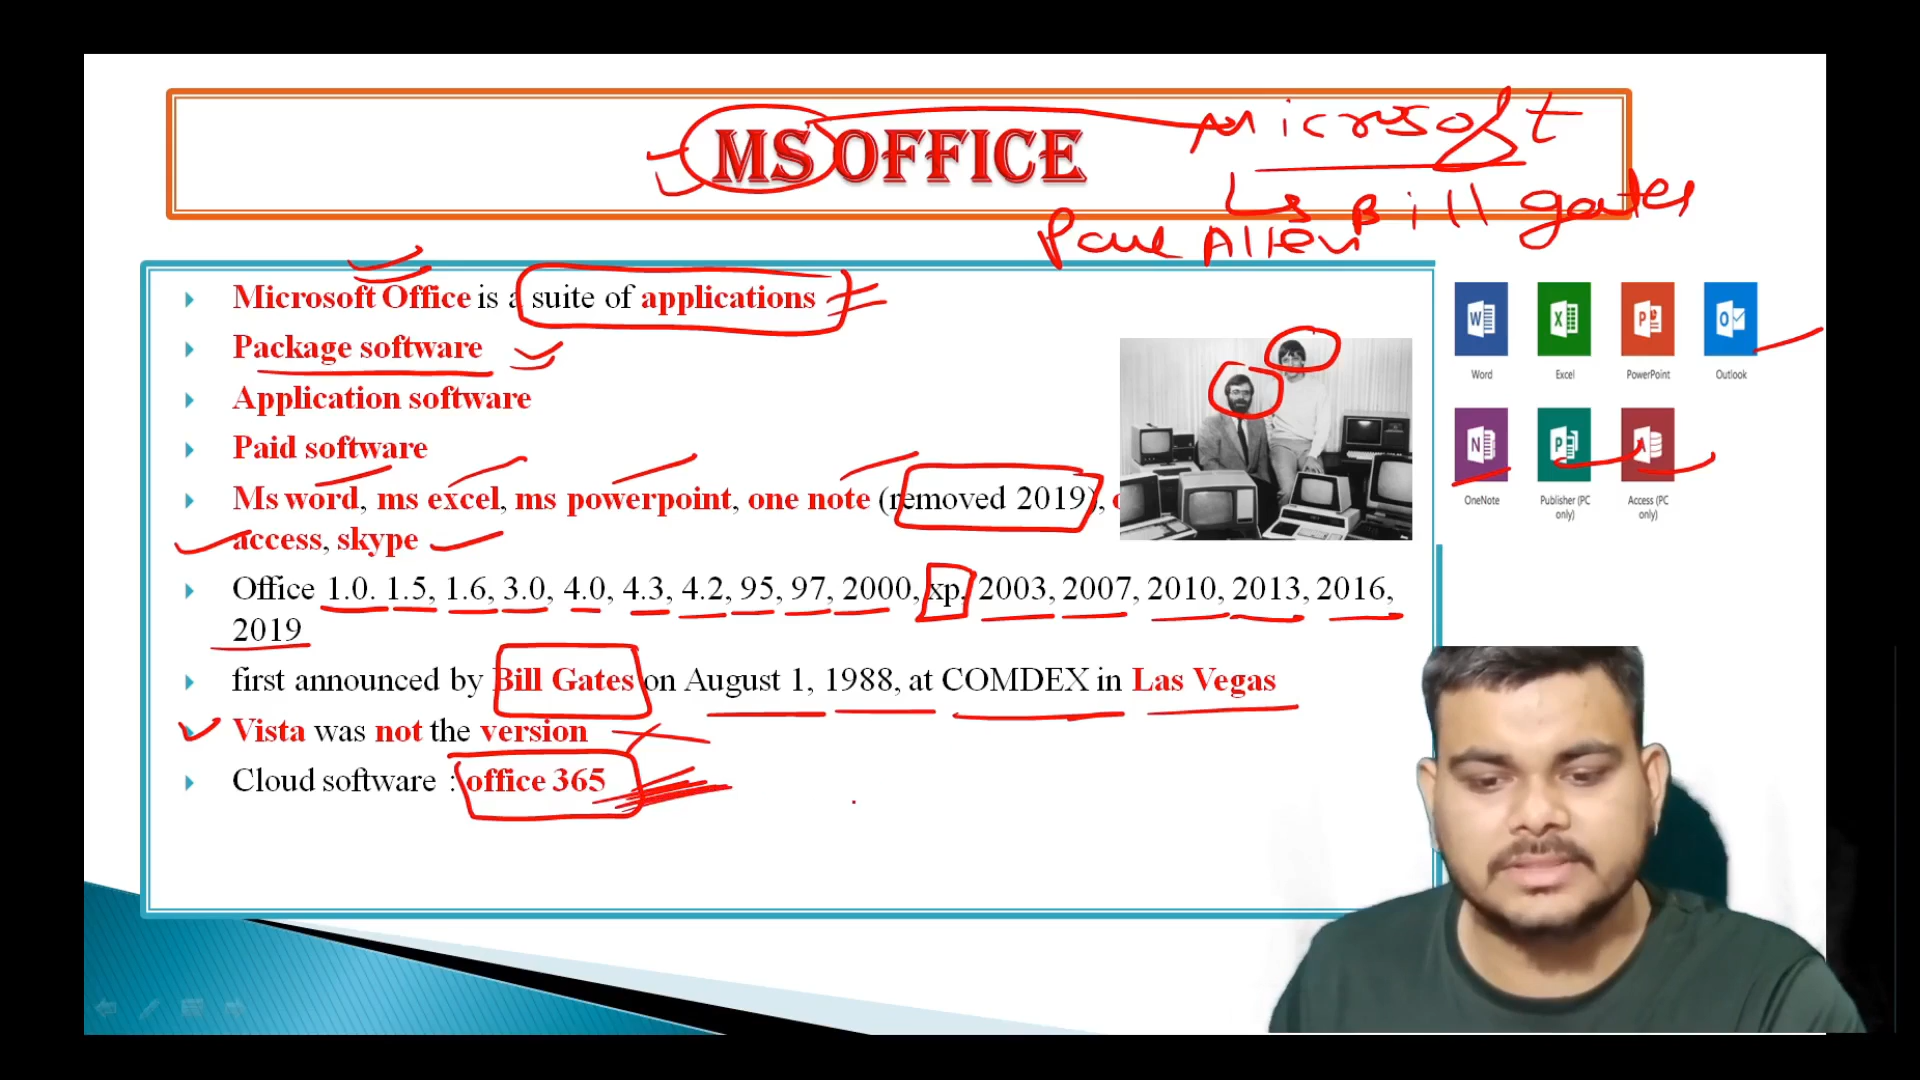 MS OFFICE
Microsoft
Bill gates
Paul Allen
Microsoft Office is a suite of applications
Package software
Application software
Paid software
Ms word, ms excel, ms powerpoint, one note (removed 2019),
access, skype
Office 1.0. 1.5, 1.6, 3.0, 4.0, 4.3, 4.2, 95, 97, 2000, xp, 2003, 2007, 2010, 2013, 2016,
2019
first announced by Bill Gates on August 1, 1988, at COMDEX in Las Vegas
Vista was not the version
Cloud software : office 365
Word
Excel
PowerPoint
Outlook
OneNote
Publisher (PC
only)
Access (PC
only)